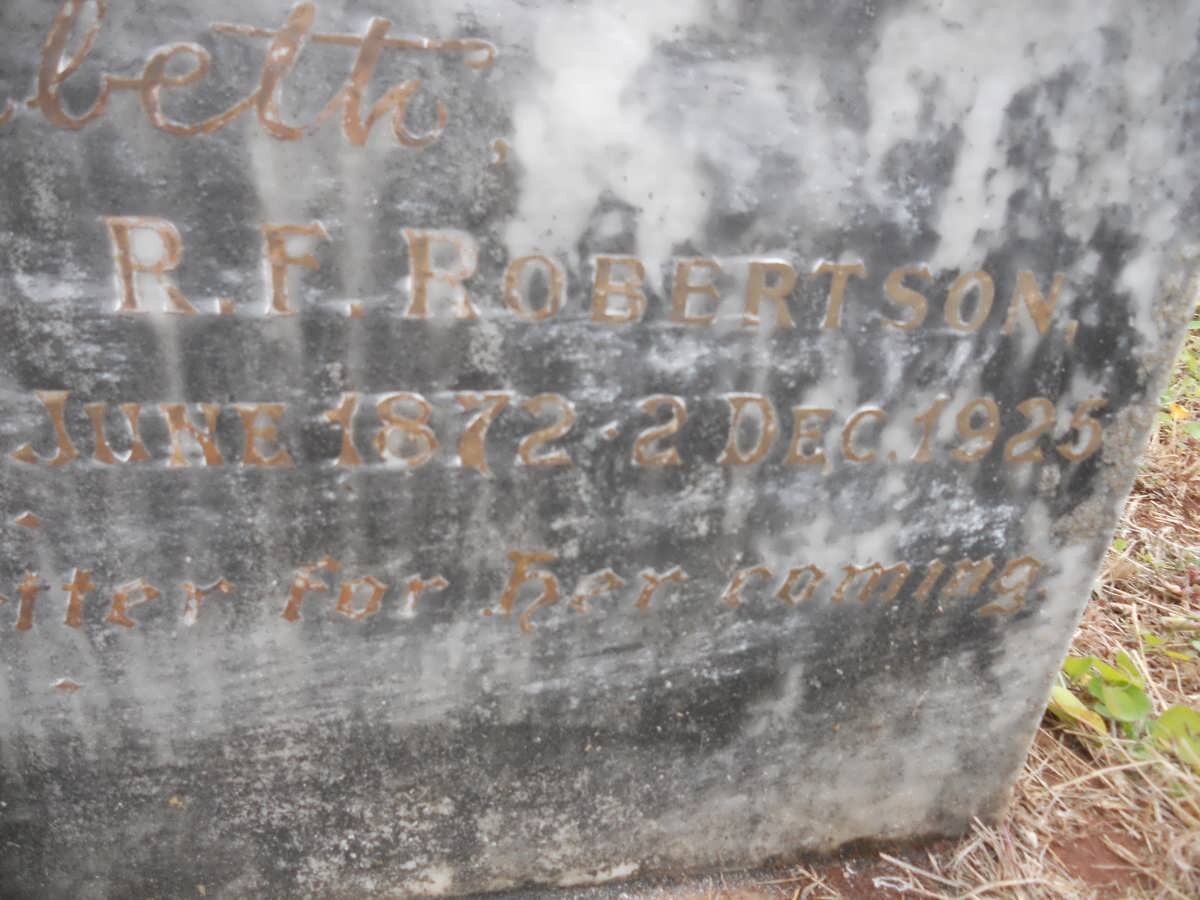 beth,
R. F. ROBERTSON,
JUNE 1872 - 2 DEC. 1925
for her coming.